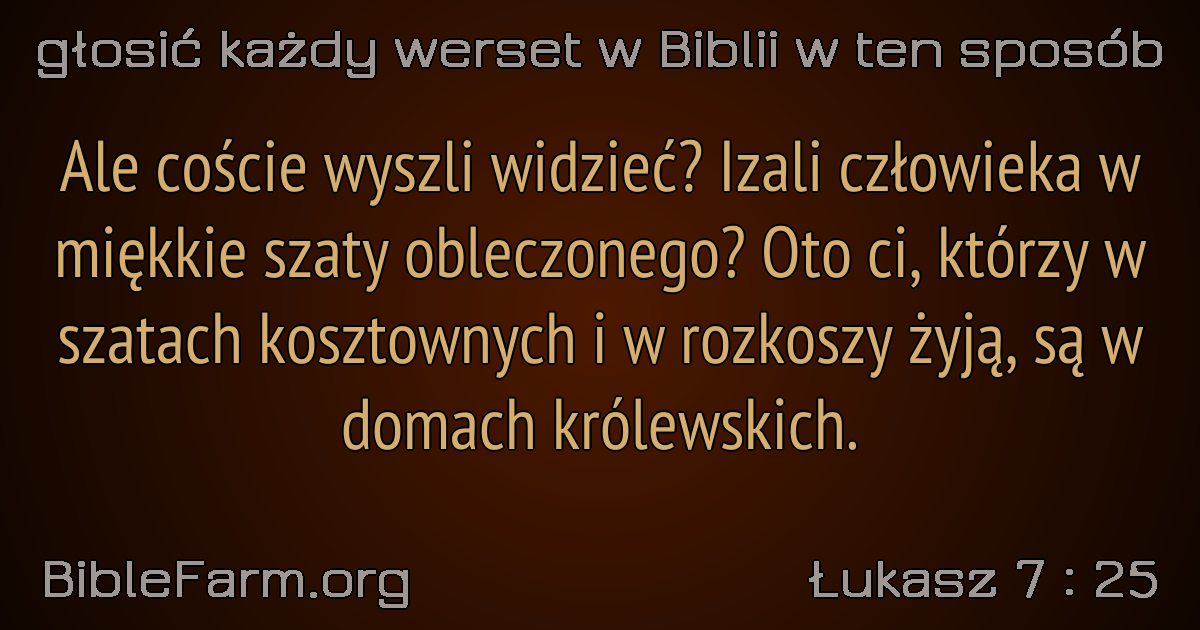 głosić każdy werset w Biblii w ten sposób
Ale coście wyszli widzieć? Izali człowieka w
miękkie szaty obleczonego? Oto ci, którzy w
szatach kosztownych i w rozkoszy żyją, są w
domach królewskich.
BibleFarm.org
Łukasz 7 : 25